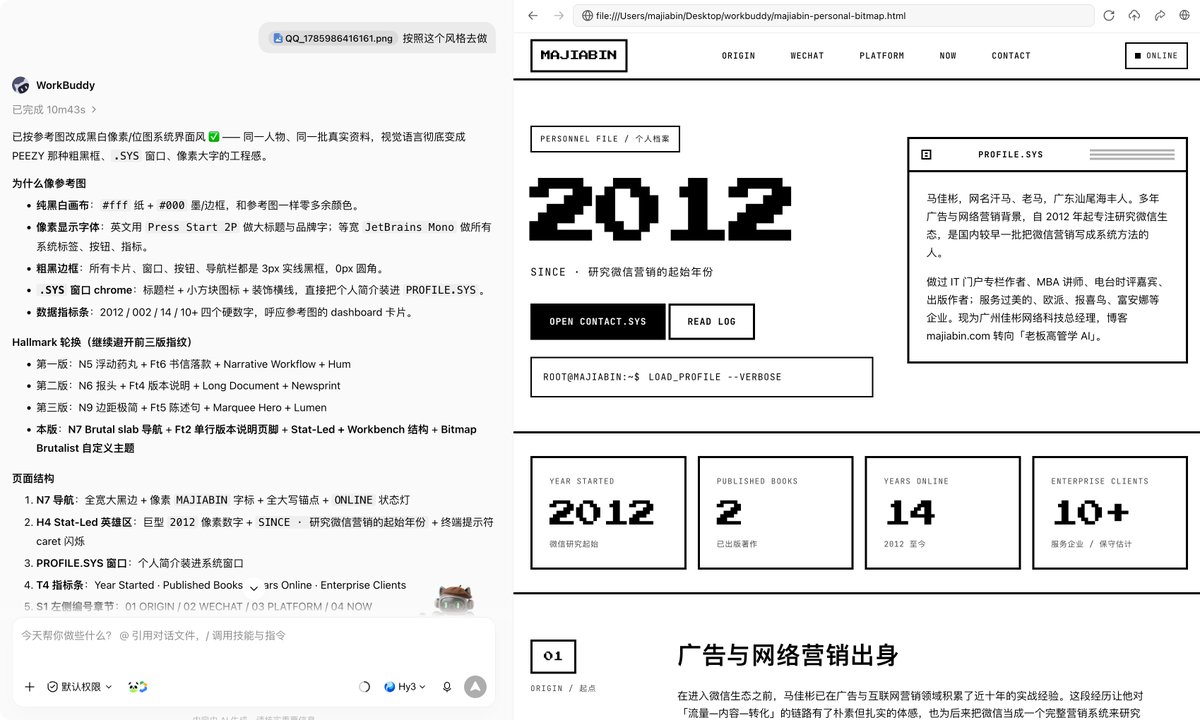 QQ_1785986416161.png 按照这个风格去做
WorkBuddy
已完成 10m43s >
已按参考图改成黑白像素/位图系统界面风 ✅ —— 同一人物、同一批真实资料，视觉语言彻底变成
PEEZY 那种粗黑框、.SYS 窗口、像素大字的工程感。
为什么像参考图
• 纯黑白画布：#fff 纸 + #000 墨/边框，和参考图一样零多余颜色。
• 像素显示字体：英文用 Press Start 2P 做大标题与品牌字；等宽 JetBrains Mono 做所有
系统标签、按钮、指标。
• 粗黑边框：所有卡片、窗口、按钮、导航栏都是 3px 实线黑框，0px 圆角。
• .SYS 窗口 chrome：标题栏 + 小方块图标 + 装饰横线，直接把个人简介装进 PROFILE.SYS。
• 数据指标条：2012 / 002 / 14 / 10+ 四个硬数字，呼应参考图的 dashboard 卡片。
Hallmark 轮换（继续避开前三版指纹）
• 第一版：N5 浮动药丸 + Ft6 书信落款 + Narrative Workflow + Hum
• 第二版：N6 报头 + Ft4 版本说明 + Long Document + Newsprint
• 第三版：N9 边距极简 + Ft5 陈述句 + Marquee Hero + Lumen
• 本版：N7 Brutal slab 导航 + Ft2 单行版本说明页脚 + Stat-Led + Workbench 结构 + Bitmap
Brutalist 自定义主题
页面结构
1. N7 导航：全宽大黑边 + 像素 MAJIABIN 字标 + 全大写锚点 + ONLINE 状态灯
2. H4 Stat-Led 英雄区：巨型 2012 像素数字 + SINCE · 研究微信营销的起始年份 + 终端提示符
caret 闪烁
3. PROFILE.SYS 窗口：个人简介装进系统窗口
4. T4 指标条：Year Started · Published Books ars Online · Enterprise Clients
5. S1 左侧编号章节：01 ORIGIN / 02 WECHAT / 03 PLATFORM / 04 NOW
今天帮你做些什么？ @ 引用对话文件，/ 调用技能与指令
默认权限
Hy3
file:///Users/majiabin/Desktop/workbuddy/majiabin-personal-bitmap.html
MAJIABIN
ORIGIN
WECHAT
PLATFORM
NOW
CONTACT
ONLINE
PERSONNEL FILE / 个人档案
2012
SINCE · 研究微信营销的起始年份
OPEN CONTACT.SYS
READ LOG
ROOT@MAJIABIN:~$ LOAD_PROFILE --VERBOSE
PROFILE.SYS
马佳彬，网名汗马、老马，广东汕尾海丰人。多年
广告与网络营销背景，自 2012 年起专注研究微信生
态，是国内较早一批把微信营销写成系统方法的
人。
做过 IT 门户专栏作者、MBA 讲师、电台时评嘉宾、
出版作者；服务过美的、欧派、报喜鸟、富安娜等
企业。现为广州佳彬网络科技总经理，博客
majiabin.com 转向「老板高管学 AI」。
YEAR STARTED
2012
微信研究起始
PUBLISHED BOOKS
2
已出版著作
YEARS ONLINE
14
2012 至今
ENTERPRISE CLIENTS
10+
服务企业 / 保守估计
01
ORIGIN / 起点
广告与网络营销出身
在进入微信生态之前，马佳彬已在广告与互联网营销领域积累了近十年的实战经验。这段经历让他对
「流量—内容—转化」的链路有了朴素但扎实的体感，也为后来把微信当成一个完整营销系统来研究